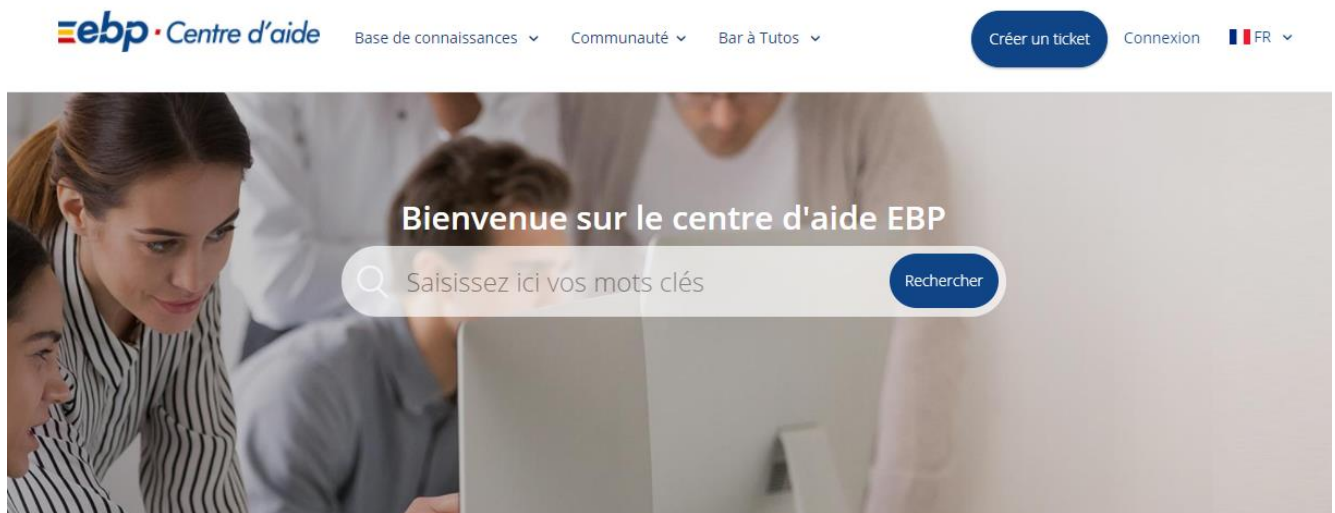 ebp · Centre d'aide
Base de connaissances
Communauté
Bar à Tutos
Créer un ticket
Connexion
FR
Bienvenue sur le centre d'aide EBP
Saisissez ici vos mots clés
Rechercher